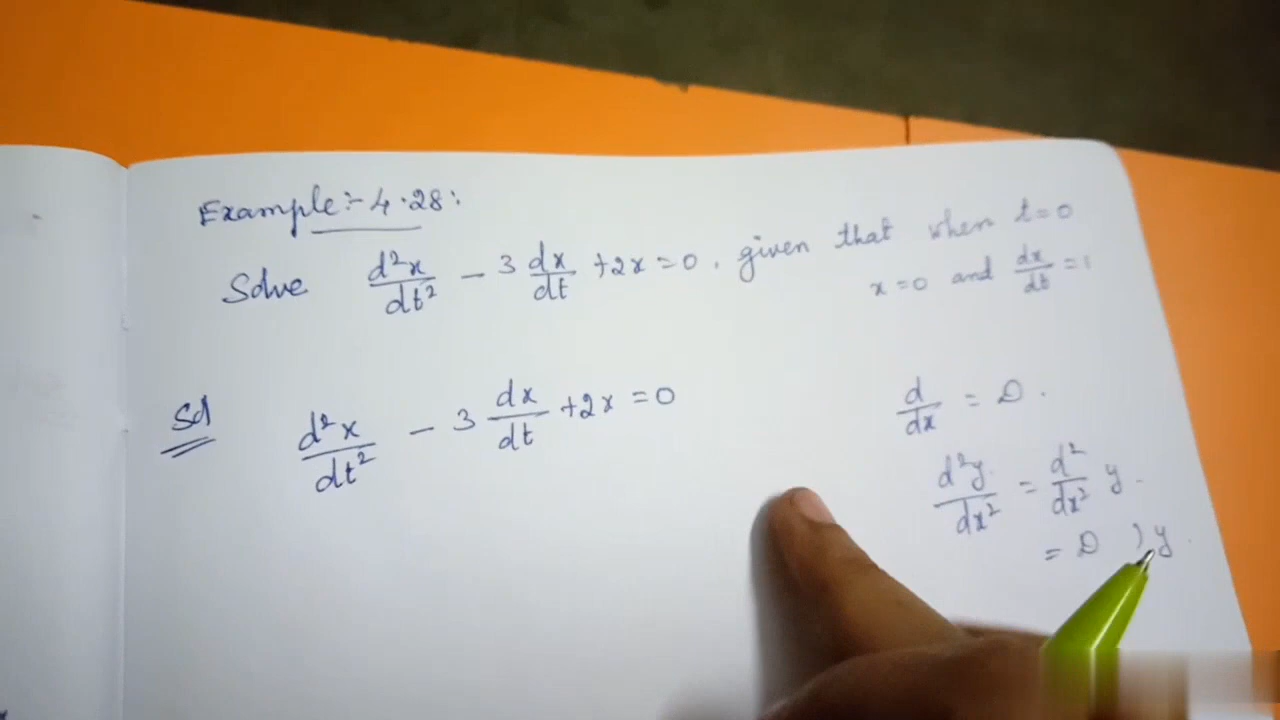 Example:- 4.28:
Solve d²x/dt² - 3 dx/dt + 2x = 0, given that when t=0
x=0 and dx/dt = 1
Sol d²x/dt² - 3 dx/dt + 2x = 0
d/dx = D.
d²y/dx² = d²/dx² y.
= D ) y